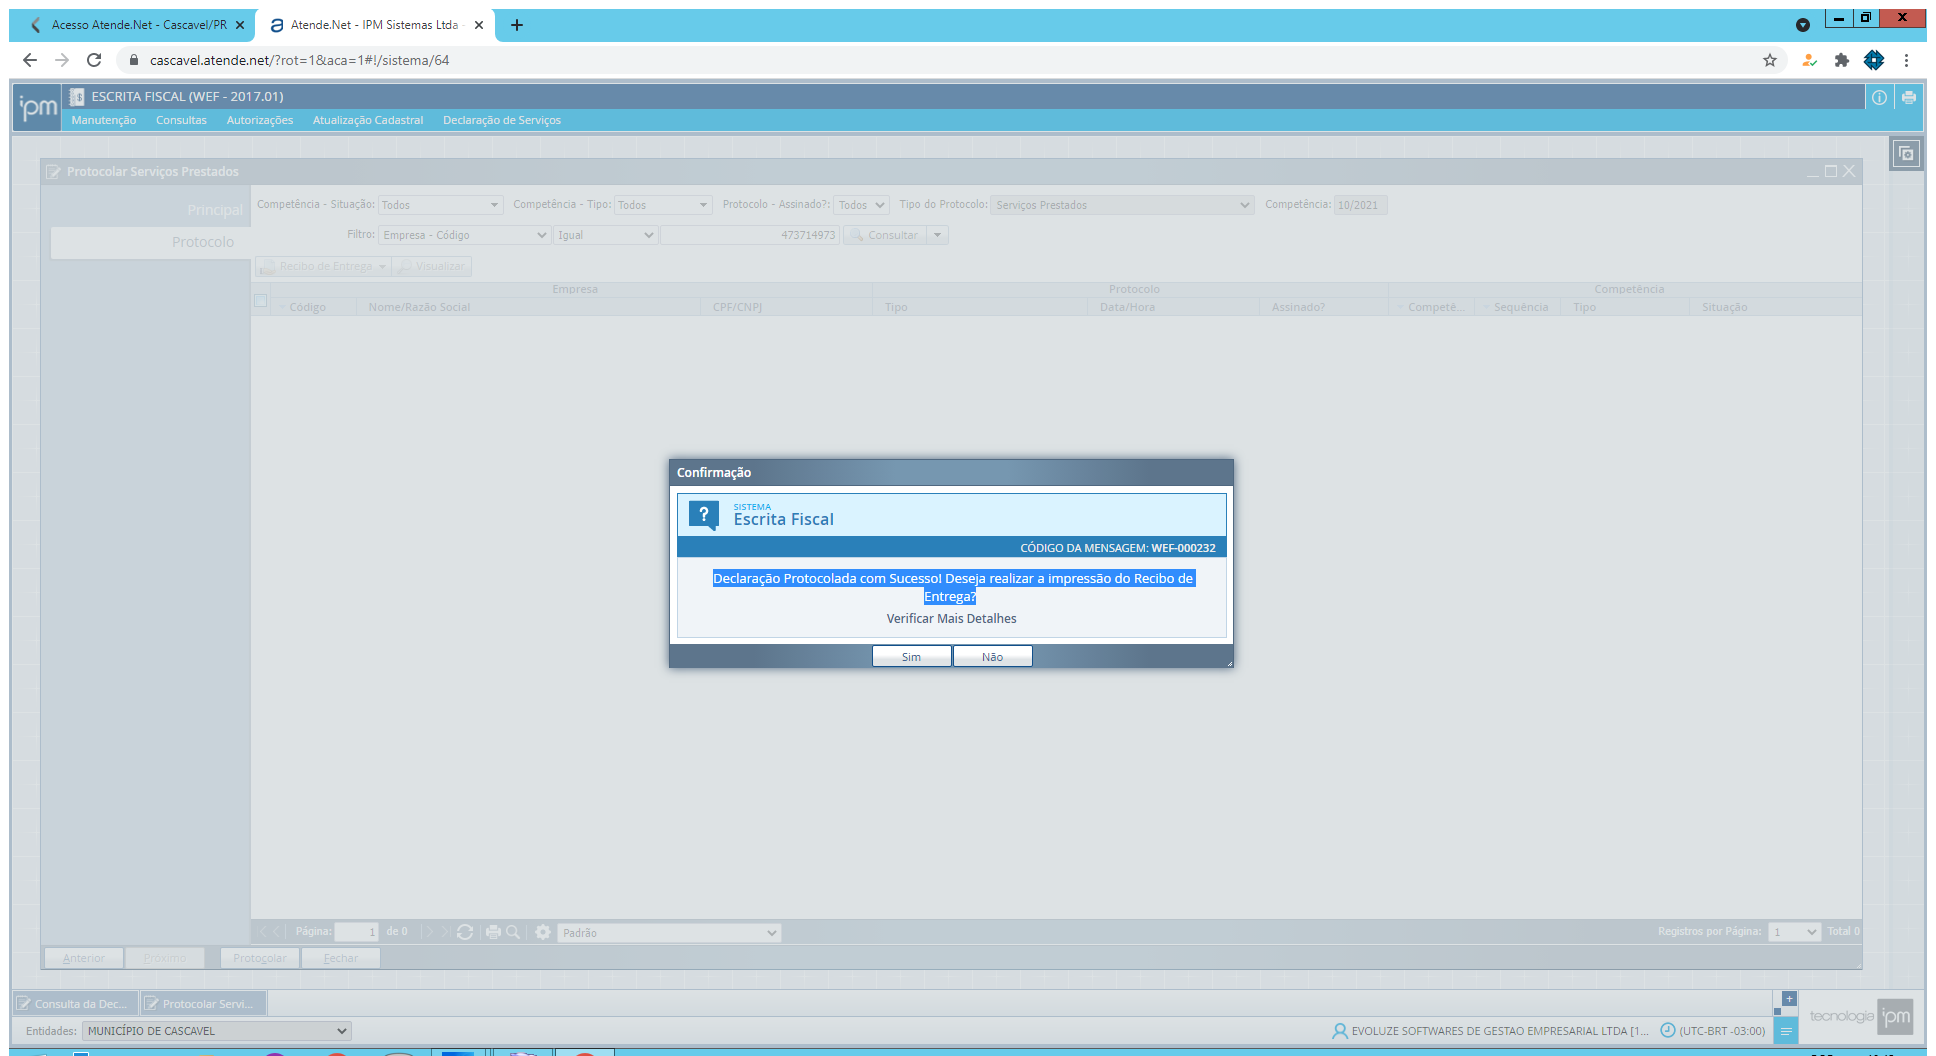 Acesso Atende.Net - Cascavel/PR
Atende.Net - IPM Sistemas Ltda -
cascavel.atende.net/?rot=1&aca=1#!/sistema/64
ipm
ESCRITA FISCAL (WEF - 2017.01)
Manutenção Consultas Autorizações Atualização Cadastral Declaração de Serviços
Protocolar Serviços Prestados
Principal
Protocolo
Competência - Situação: Todos Competência - Tipo: Todos Protocolo - Assinado?: Todos Tipo do Protocolo: Serviços Prestados Competência: 10/2021
Filtro: Empresa - Código Igual 473714973 Consultar
Recibo de Entrega Visualizar
Empresa Protocolo Competência
Código Nome/Razão Social CPF/CNPJ Tipo Data/Hora Assinado? Competê... Sequência Tipo Situação
Confirmação
SISTEMA
Escrita Fiscal
CÓDIGO DA MENSAGEM: WEF-000232
Declaração Protocolada com Sucesso! Deseja realizar a impressão do Recibo de
Entrega?
Verificar Mais Detalhes
Sim Não
Página: 1 de 0 Padrão Registros por Página: 1 Total 0
Anterior Próximo Protocolar Fechar
Consulta da Dec... Protocolar Servi...
Entidades: MUNICÍPIO DE CASCAVEL EVOLUZE SOFTWARES DE GESTAO EMPRESARIAL LTDA [1... (UTC-BRT -03:00)
tecnologia ipm